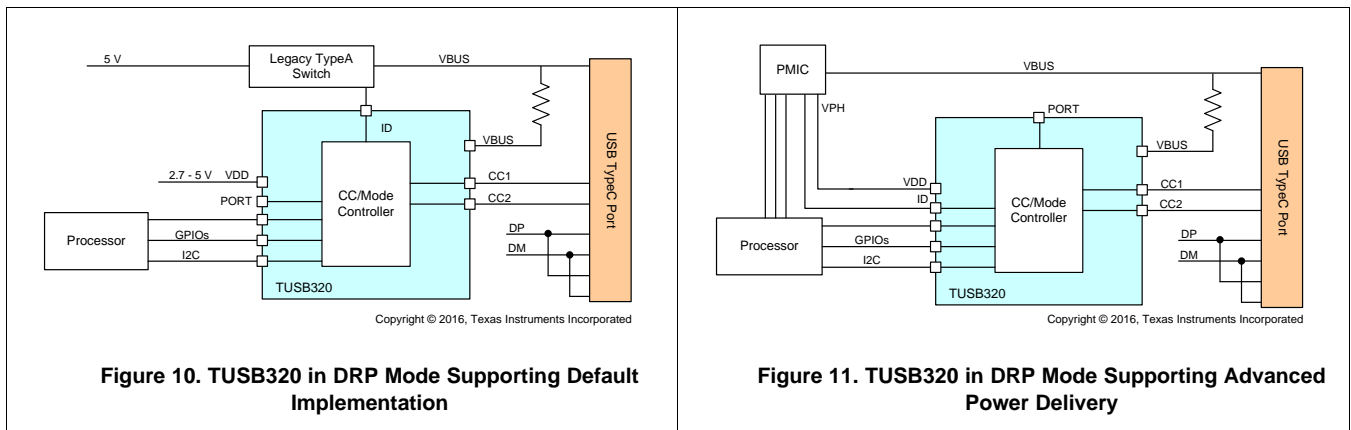 5 V
Legacy TypeA
Switch
VBUS
ID
VBUS
2.7 - 5 V
VDD
PORT
CC/Mode
Controller
CC1
CC2
Processor
GPIOs
I2C
DP
DM
TUSB320
USB TypeC Port
Copyright © 2016, Texas Instruments Incorporated
Figure 10. TUSB320 in DRP Mode Supporting Default
Implementation
PMIC
VBUS
VPH
PORT
VBUS
VDD
ID
CC/Mode
Controller
CC1
CC2
Processor
GPIOs
I2C
DP
DM
TUSB320
USB TypeC Port
Copyright © 2016, Texas Instruments Incorporated
Figure 11. TUSB320 in DRP Mode Supporting Advanced
Power Delivery